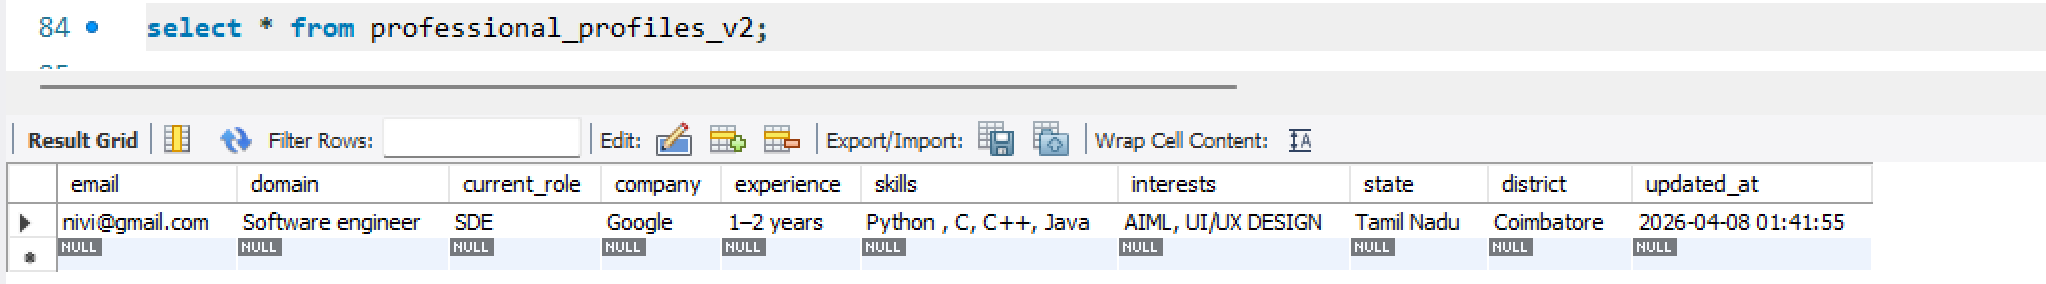 84 select * from professional_profiles_v2;
Result Grid Filter Rows: Edit: Export/Import: Wrap Cell Content:
email domain current_role company experience skills interests state district updated_at
nivi@gmail.com Software engineer SDE Google 1–2 years Python , C, C++, Java AIML, UI/UX DESIGN Tamil Nadu Coimbatore 2026-04-08 01:41:55
NULL NULL NULL NULL NULL NULL NULL NULL NULL NULL